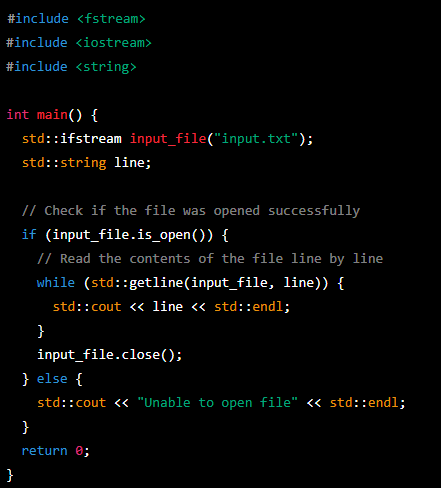 #include <fstream>
#include <iostream>
#include <string>

int main() {
  std::ifstream input_file("input.txt");
  std::string line;

  // Check if the file was opened successfully
  if (input_file.is_open()) {
    // Read the contents of the file line by line
    while (std::getline(input_file, line)) {
      std::cout << line << std::endl;
    }
    input_file.close();
  } else {
    std::cout << "Unable to open file" << std::endl;
  }
  return 0;
}